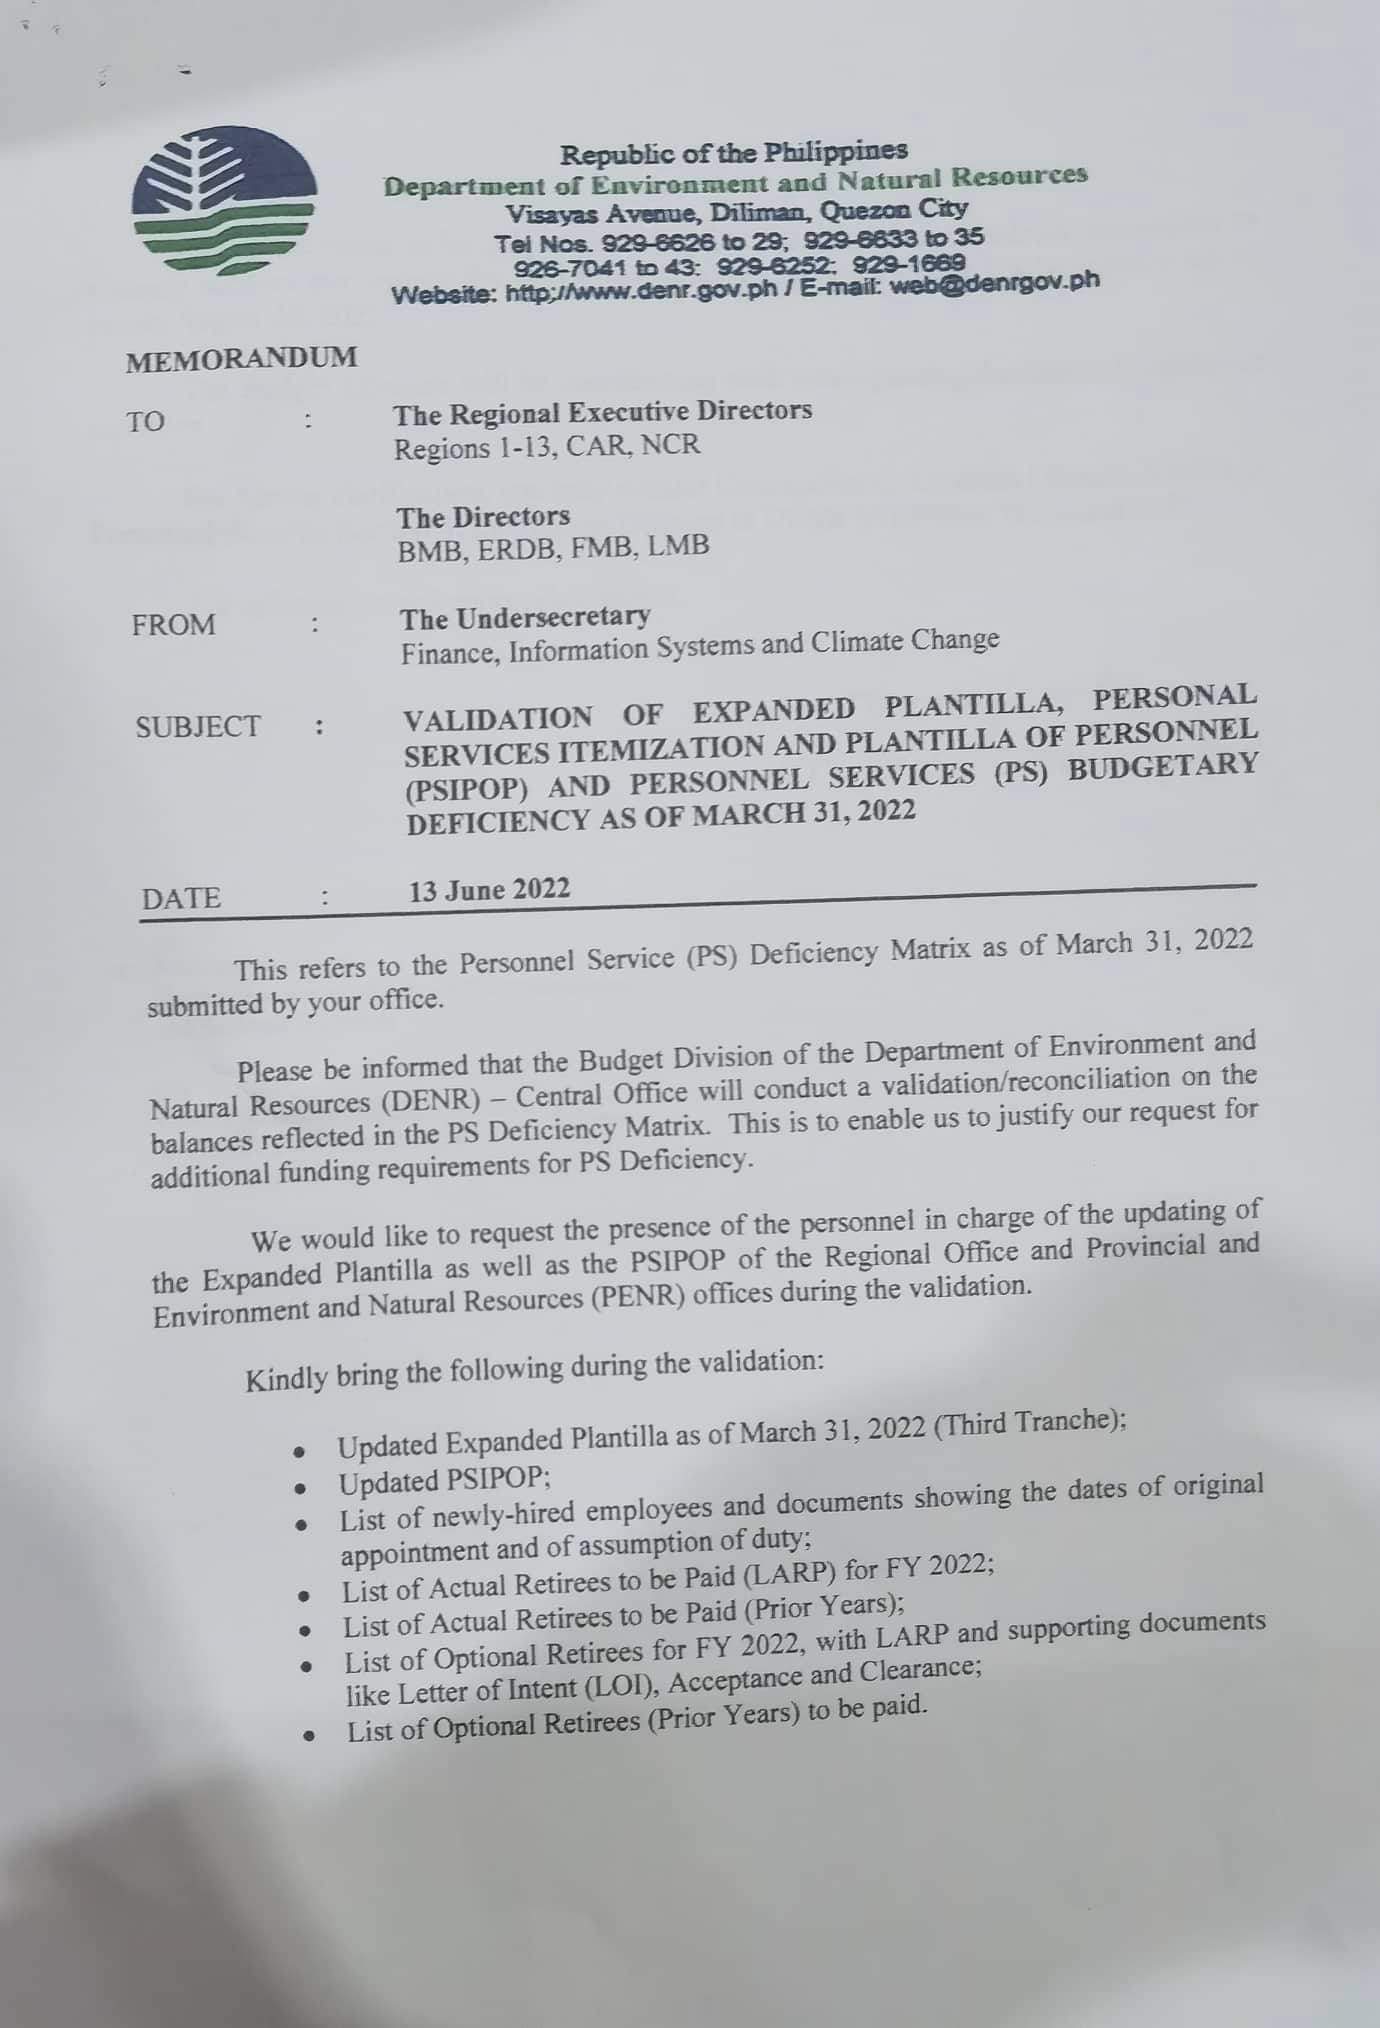 Republic of the Philippines
Department of Environment and Natural Resources
Visayas Avenue, Diliman, Quezon City
Tel Nos. 929-6626 to 29; 929-6633 to 35
926-7041 to 43; 929-6252; 929-1669
Website: http://www.denr.gov.ph / E-mail: web@denrgov.ph
MEMORANDUM
TO : The Regional Executive Directors
Regions 1-13, CAR, NCR
The Directors
BMB, ERDB, FMB, LMB
FROM : The Undersecretary
Finance, Information Systems and Climate Change
SUBJECT : VALIDATION OF EXPANDED PLANTILLA, PERSONAL
SERVICES ITEMIZATION AND PLANTILLA OF PERSONNEL
(PSIPOP) AND PERSONNEL SERVICES (PS) BUDGETARY
DEFICIENCY AS OF MARCH 31, 2022
DATE : 13 June 2022
This refers to the Personnel Service (PS) Deficiency Matrix as of March 31, 2022
submitted by your office.
Please be informed that the Budget Division of the Department of Environment and
Natural Resources (DENR) – Central Office will conduct a validation/reconciliation on the
balances reflected in the PS Deficiency Matrix. This is to enable us to justify our request for
additional funding requirements for PS Deficiency.
We would like to request the presence of the personnel in charge of the updating of
the Expanded Plantilla as well as the PSIPOP of the Regional Office and Provincial and
Environment and Natural Resources (PENR) offices during the validation.
Kindly bring the following during the validation:
• Updated Expanded Plantilla as of March 31, 2022 (Third Tranche);
• Updated PSIPOP;
• List of newly-hired employees and documents showing the dates of original
appointment and of assumption of duty;
• List of Actual Retirees to be Paid (LARP) for FY 2022;
• List of Actual Retirees to be Paid (Prior Years);
• List of Optional Retirees for FY 2022, with LARP and supporting documents
like Letter of Intent (LOI), Acceptance and Clearance;
• List of Optional Retirees (Prior Years) to be paid.